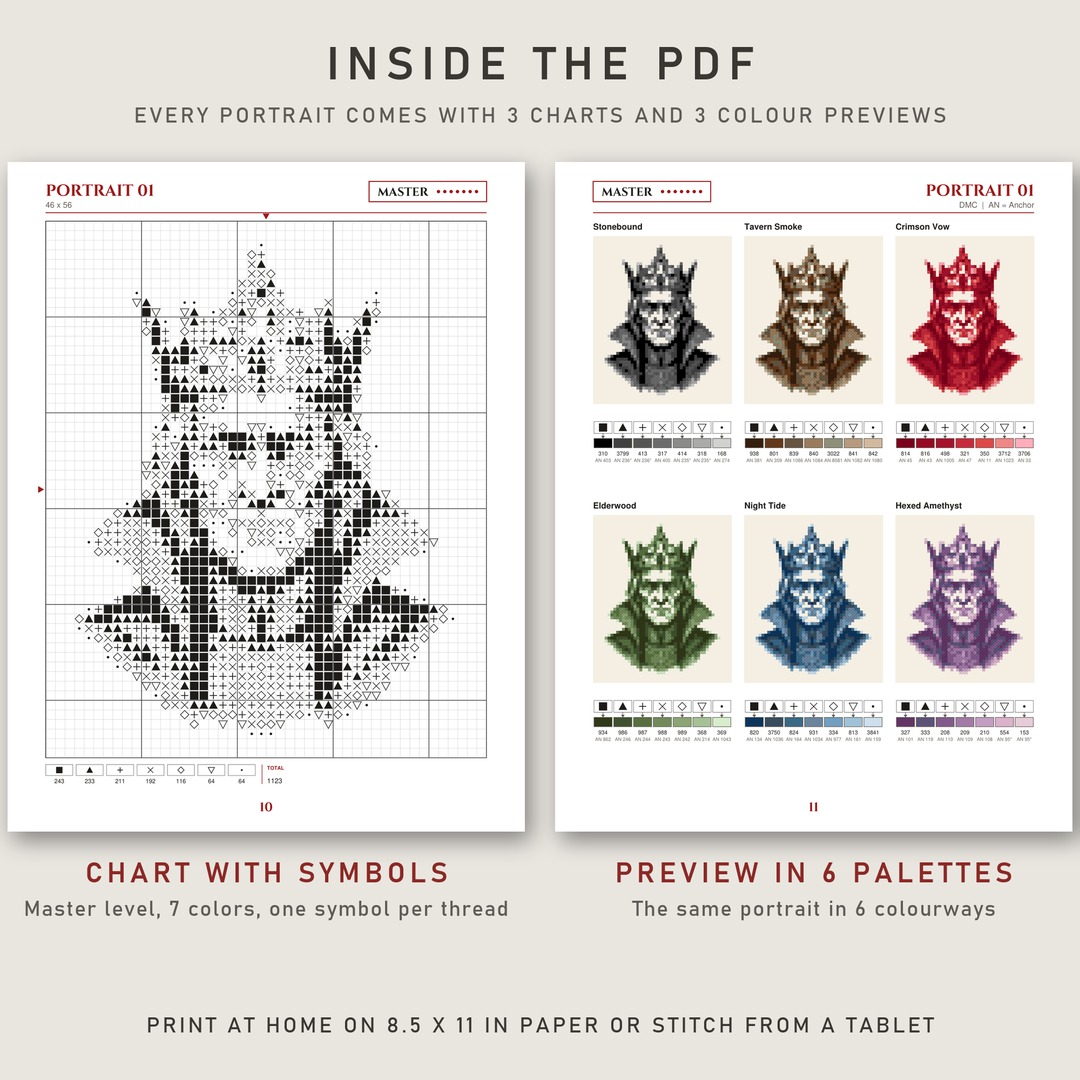 INSIDE THE PDF
EVERY PORTRAIT COMES WITH 3 CHARTS AND 3 COLOUR PREVIEWS
PORTRAIT 01
MASTER
46 x 56
243 233 211 192 116 64 64
TOTAL
1123
10
MASTER
PORTRAIT 01
DMC | AN = Anchor
Stonebound Tavern Smoke Crimson Vow
310 3799 413 317 414 318 168
938 801 839 840 3022 841 842
814 816 498 321 350 3712 3706
Elderwood Night Tide Hexed Amethyst
934 986 987 988 989 368 369
820 3750 824 931 334 813 3841
327 333 208 209 210 554 153
11
CHART WITH SYMBOLS
Master level, 7 colors, one symbol per thread
PREVIEW IN 6 PALETTES
The same portrait in 6 colourways
PRINT AT HOME ON 8.5 X 11 IN PAPER OR STITCH FROM A TABLET